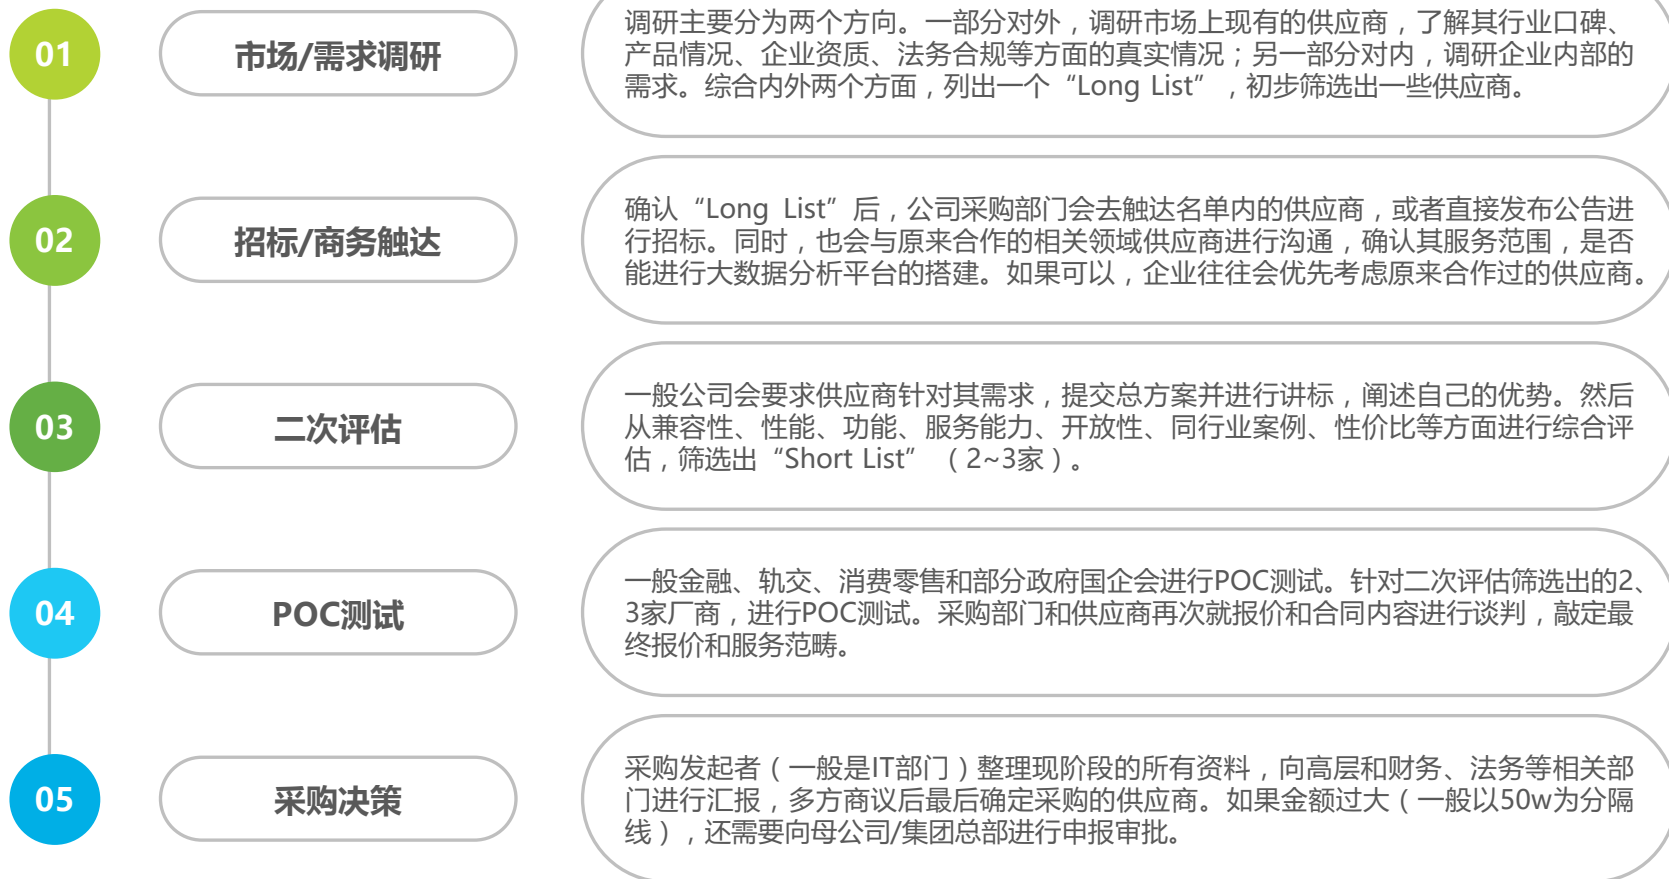 01
市场/需求调研
调研主要分为两个方向。一部分对外，调研市场上现有的供应商，了解其行业口碑、
产品情况、企业资质、法务合规等方面的真实情况；另一部分对内，调研企业内部的
需求。综合内外两个方面，列出一个“Long List”，初步筛选出一些供应商。
02
招标/商务触达
确认“Long List”后，公司采购部门会去触达名单内的供应商，或者直接发布公告进
行招标。同时，也会与原来合作的相关领域供应商进行沟通，确认其服务范围，是否
能进行大数据分析平台的搭建。如果可以，企业往往会优先考虑原来合作过的供应商。
03
二次评估
一般公司会要求供应商针对其需求，提交总方案并进行讲标，阐述自己的优势。然后
从兼容性、性能、功能、服务能力、开放性、同行业案例、性价比等方面进行综合评
估，筛选出“Short List”（2~3家）。
04
POC测试
一般金融、轨交、消费零售和部分政府国企会进行POC测试。针对二次评估筛选出的2、
3家厂商，进行POC测试。采购部门和供应商再次就报价和合同内容进行谈判，敲定最
终报价和服务范畴。
05
采购决策
采购发起者（一般是IT部门）整理现阶段的所有资料，向高层和财务、法务等相关部
门进行汇报，多方商议后最后确定采购的供应商。如果金额过大（一般以50w为分隔
线），还需要向母公司/集团总部进行申报审批。